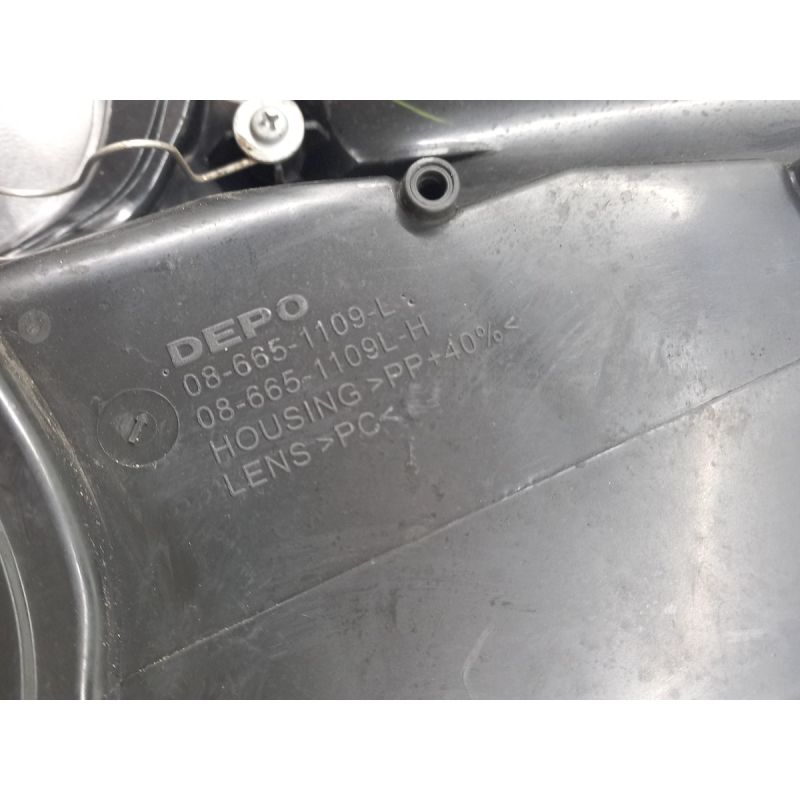 DEPO
08-665-1109-L
08-665-1109L-H
HOUSING >PP+40%<
LENS >PC<